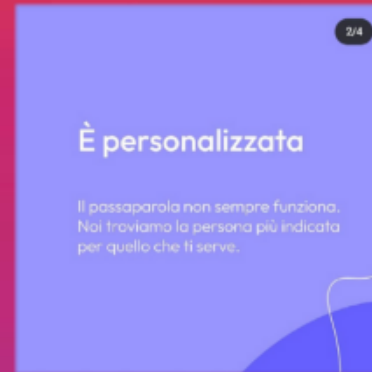 2/4
È personalizzata
Il passaparola non sempre funziona.
Noi troviamo la persona più indicata
per quello che ti serve.